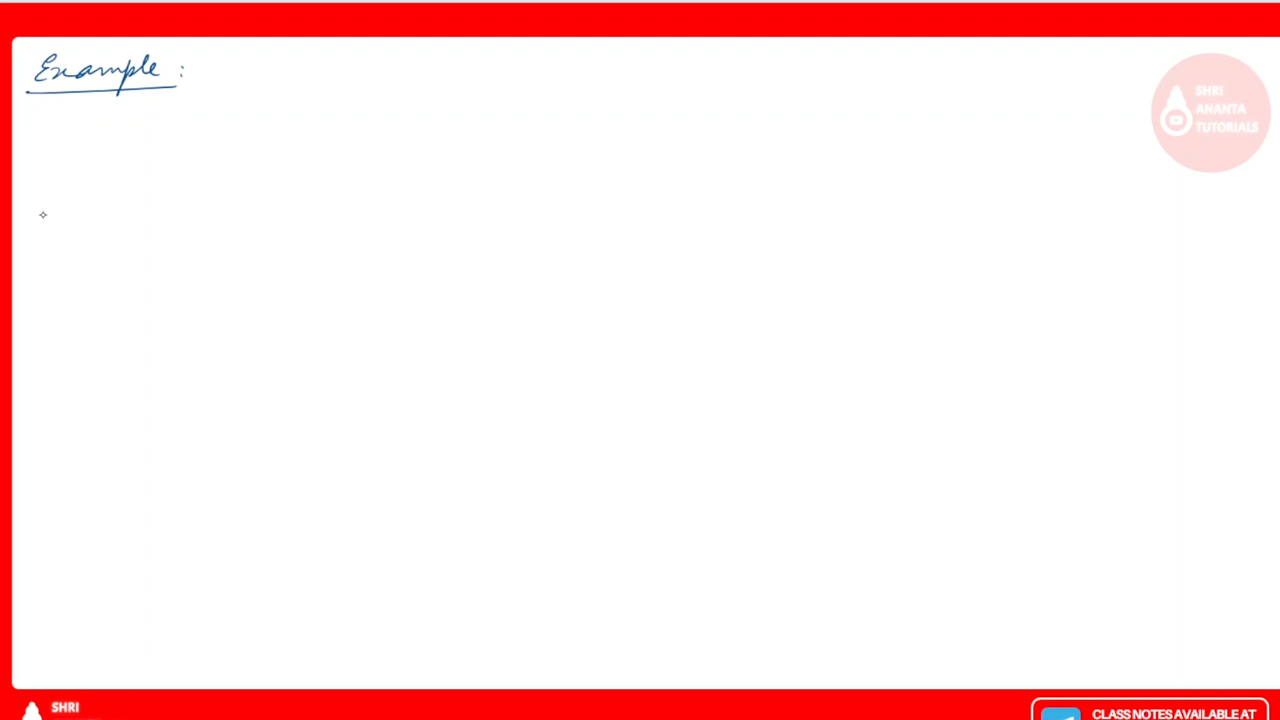 Example :
SHRI
ANANTA
TUTORIALS
SHRI
CLASS NOTES AVAILABLE AT